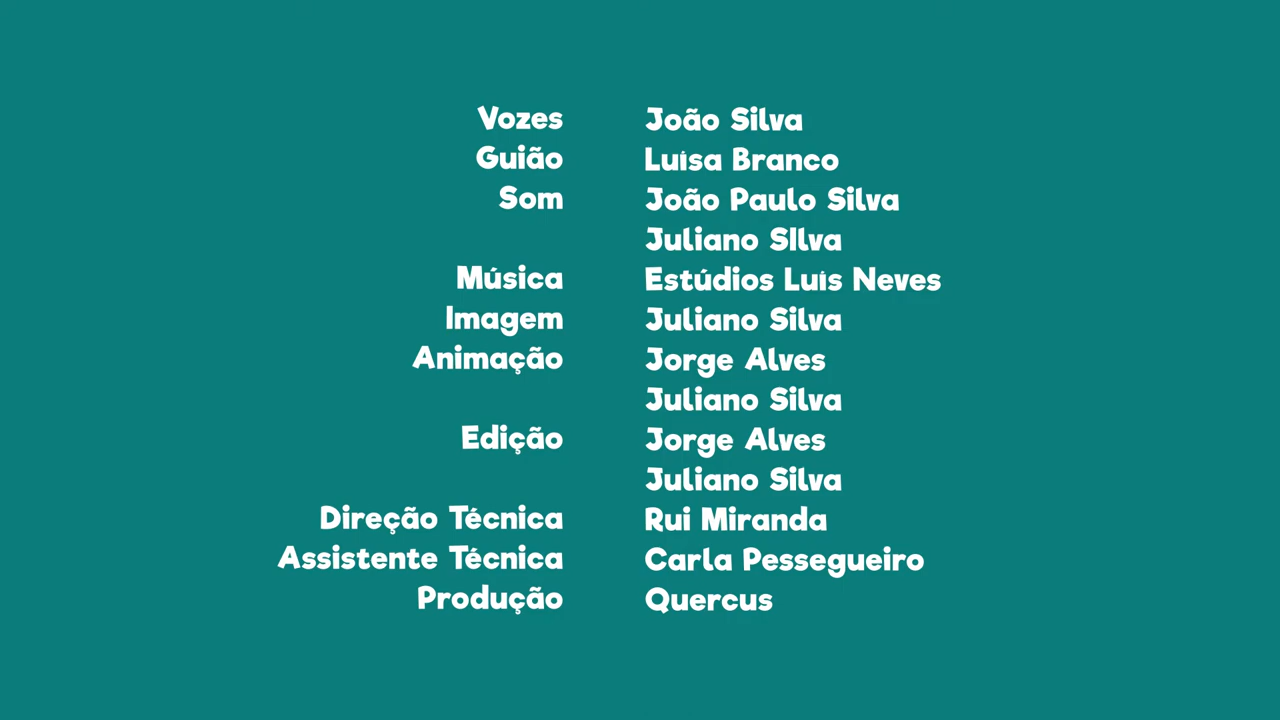 Vozes João Silva
Guião Luísa Branco
Som João Paulo Silva
Juliano SIlva
Música Estúdios Luís Neves
Imagem Juliano Silva
Animação Jorge Alves
Juliano Silva
Edição Jorge Alves
Juliano Silva
Direção Técnica Rui Miranda
Assistente Técnica Carla Pessegueiro
Produção Quercus